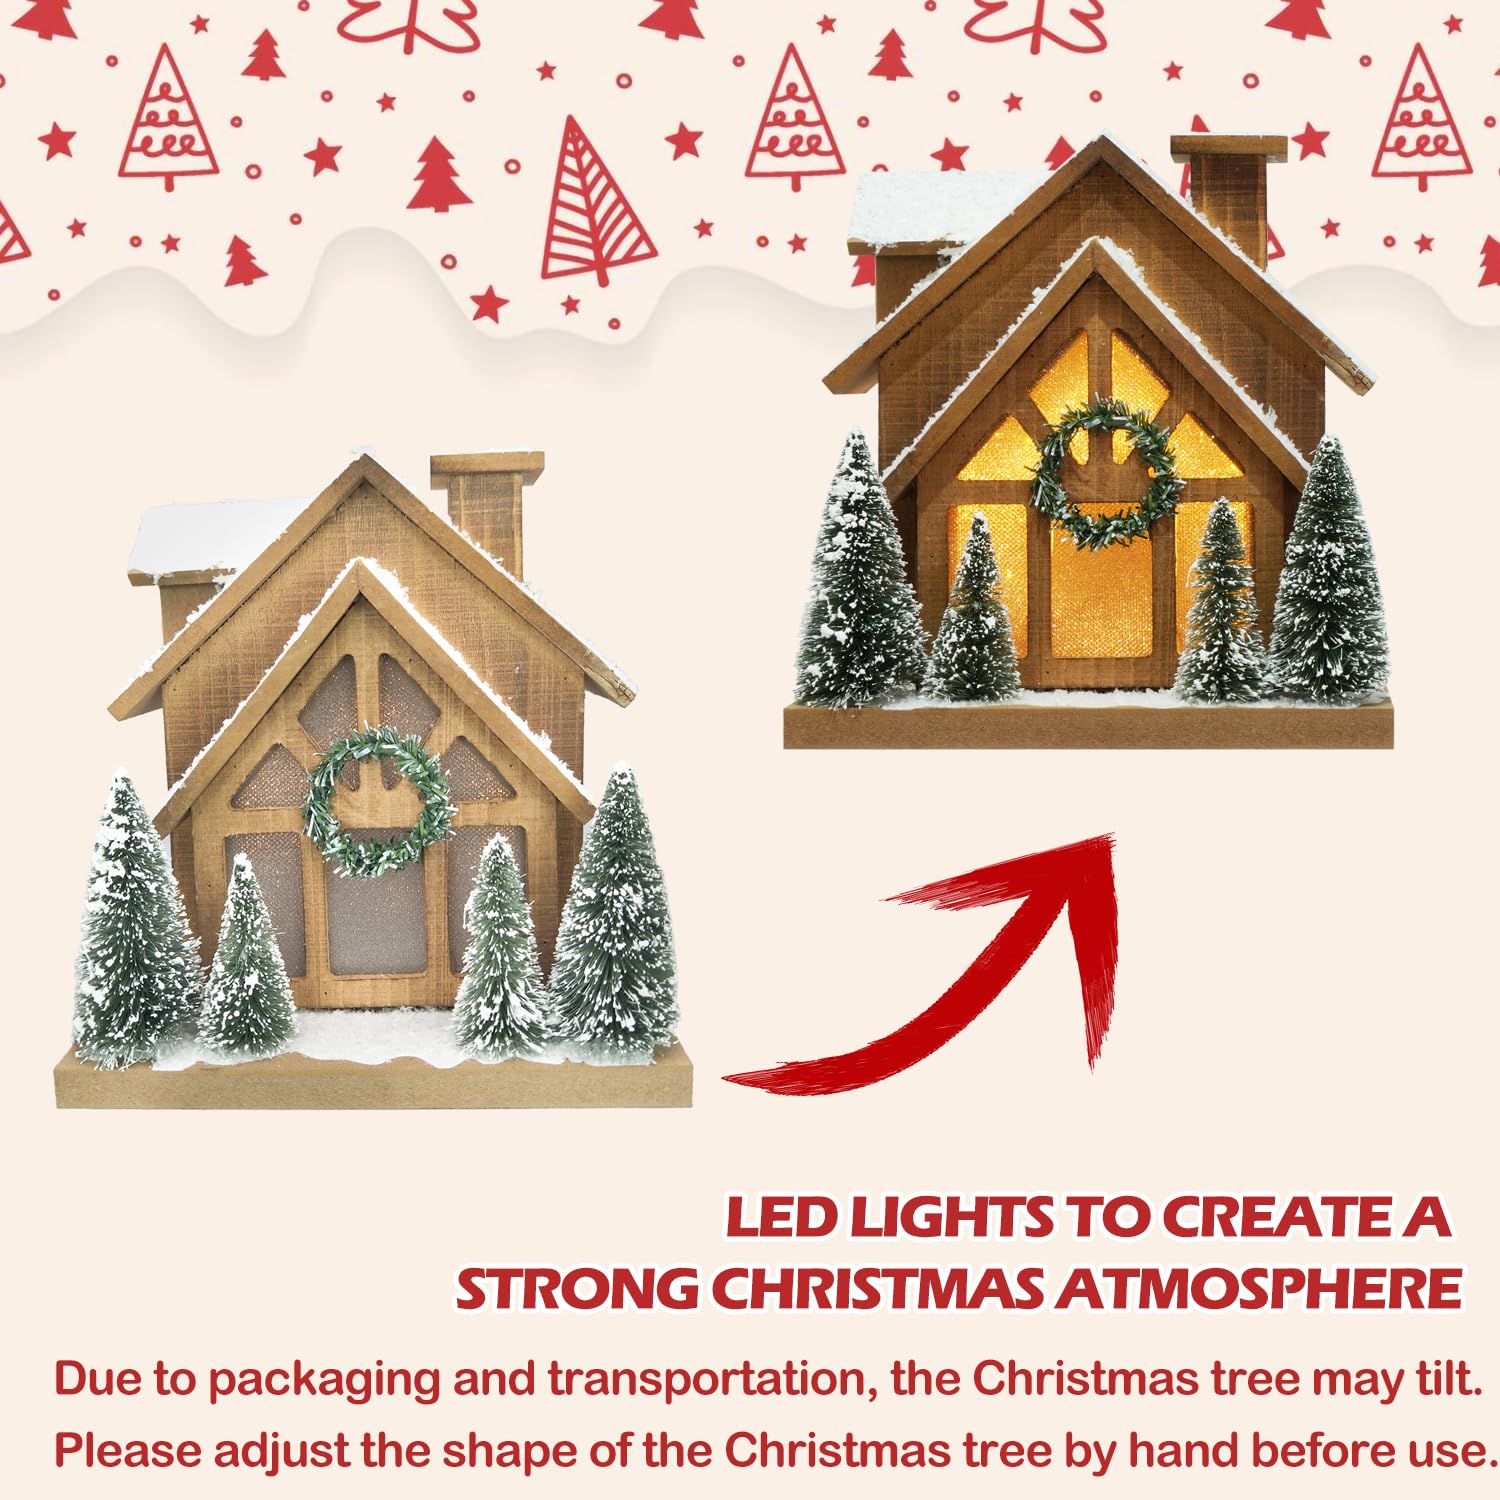 LED LIGHTS TO CREATE A
STRONG CHRISTMAS ATMOSPHERE
Due to packaging and transportation, the Christmas tree may tilt.
Please adjust the shape of the Christmas tree by hand before use.